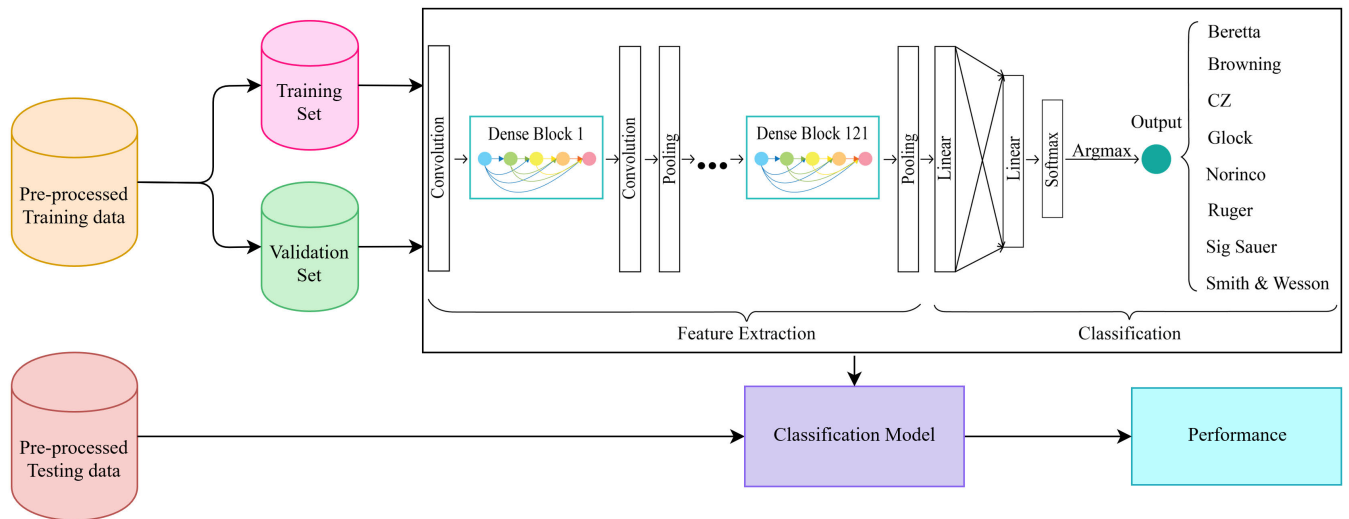 Pre-processed
Training data
Training
Set
Validation
Set
Convolution
Dense Block 1
Convolution
Pooling
Dense Block 121
Pooling
Linear
Linear
Softmax
Argmax
Output
Beretta
Browning
CZ
Glock
Norinco
Ruger
Sig Sauer
Smith & Wesson
Feature Extraction
Classification
Pre-processed
Testing data
Classification Model
Performance